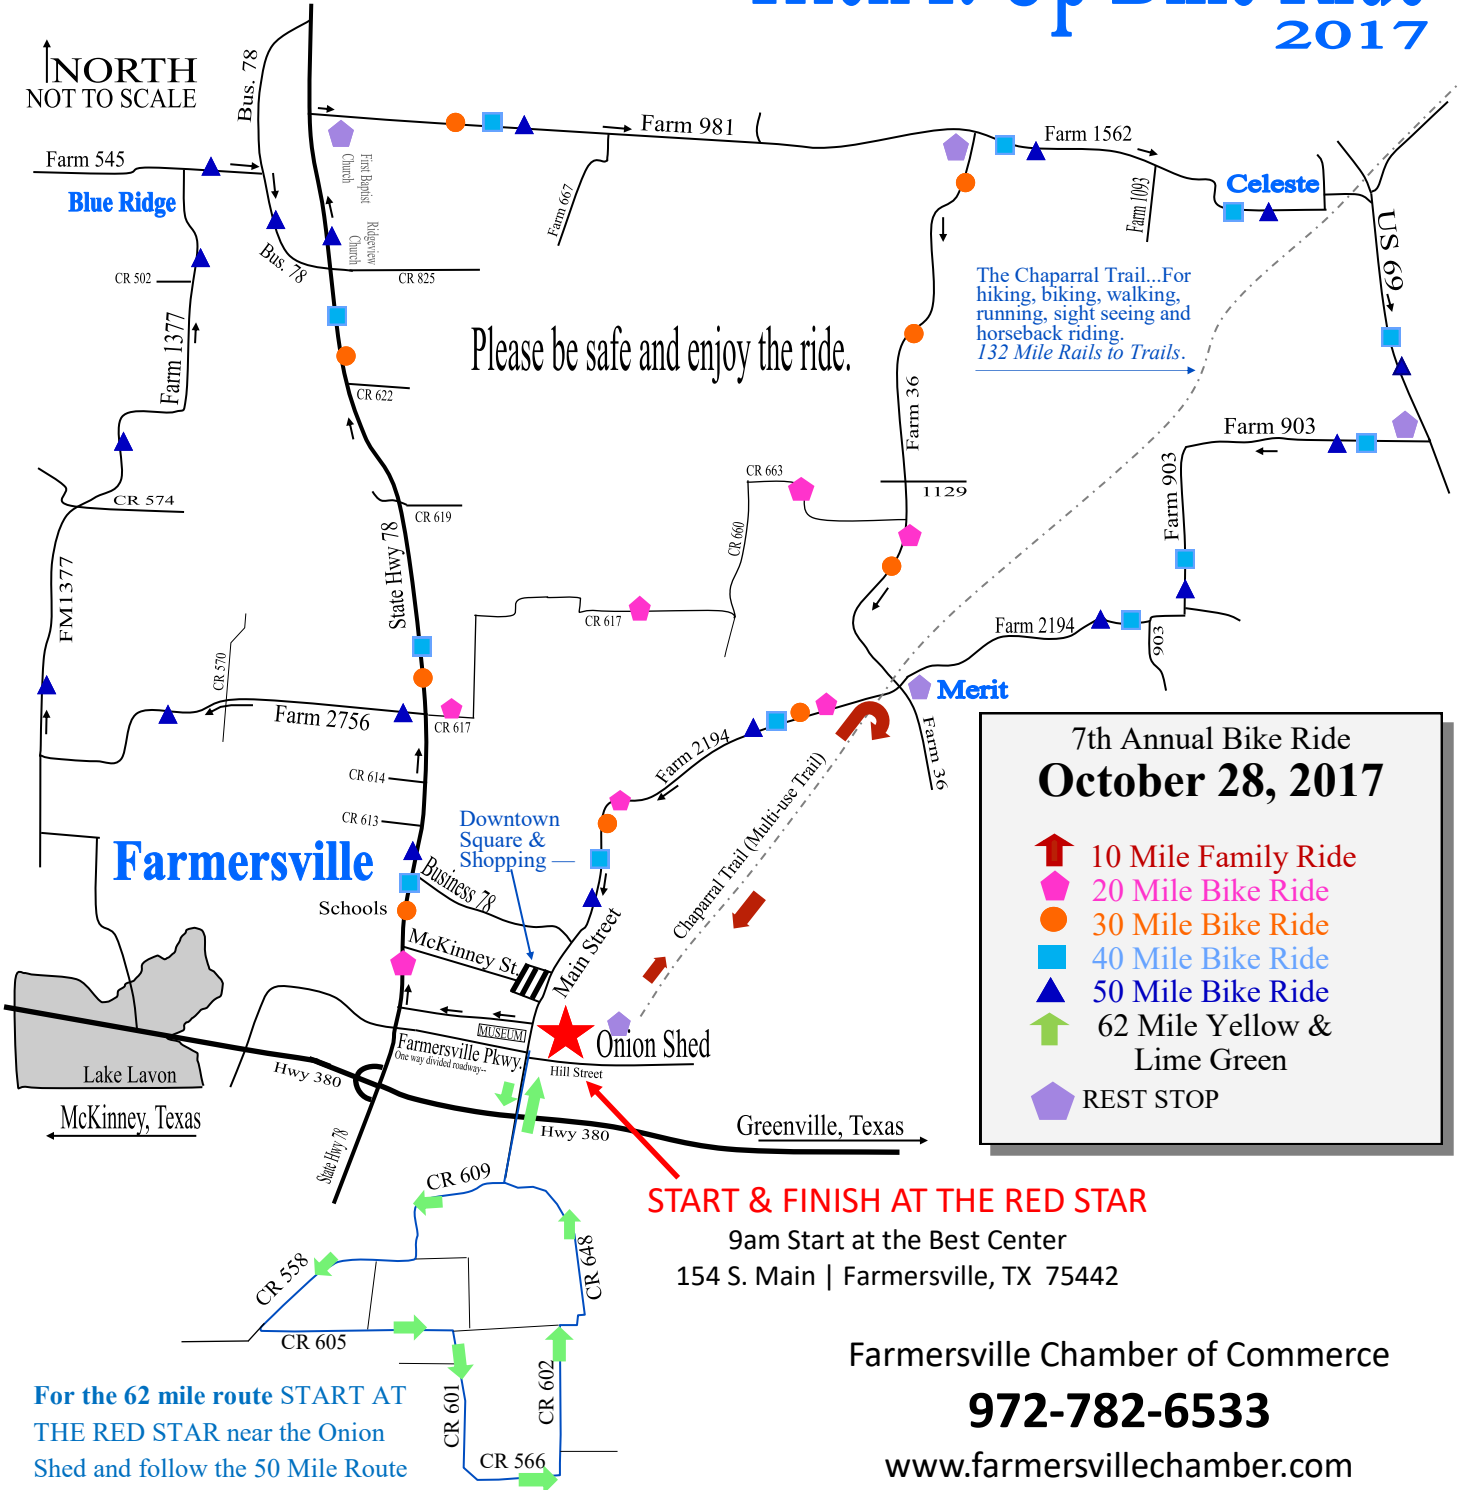 2017
NORTH
NOT TO SCALE
Bus. 78
Farm 545
Blue Ridge
First Baptist
Church
Ridgeview
Church
Farm 981
Farm 667
Farm 1562
Farm 1093
Celeste
US 69
Bus. 78
CR 825
CR 502
Farm 1377
The Chaparral Trail...For
hiking, biking, walking,
running, sight seeing and
horseback riding.
132 Mile Rails to Trails.
Please be safe and enjoy the ride.
CR 622
Farm 36
Farm 903
Farm 903
CR 663
1129
CR 574
CR 619
State Hwy 78
CR 660
FM1377
CR 617
Farm 2194
903
CR 570
Merit
Farm 2756
CR 617
Farm 36
Farm 2194
CR 614
CR 613
Chaparral Trail (Multi-use Trail)
Farmersville
Downtown
Square &
Shopping
Business 78
Schools
McKinney St.
Main Street
MUSEUM
Onion Shed
Farmersville Pkwy.
One way divided roadway--
Hill Street
Lake Lavon
Hwy 380
McKinney, Texas
Hwy 380
Greenville, Texas
State Hwy 78
7th Annual Bike Ride
October 28, 2017
10 Mile Family Ride
20 Mile Bike Ride
30 Mile Bike Ride
40 Mile Bike Ride
50 Mile Bike Ride
62 Mile Yellow &
Lime Green
REST STOP
CR 609
START & FINISH AT THE RED STAR
9am Start at the Best Center
154 S. Main | Farmersville, TX 75442
CR 558
CR 648
CR 605
CR 601
CR 602
CR 566
For the 62 mile route START AT
THE RED STAR near the Onion
Shed and follow the 50 Mile Route
Farmersville Chamber of Commerce
972-782-6533
www.farmersvillechamber.com